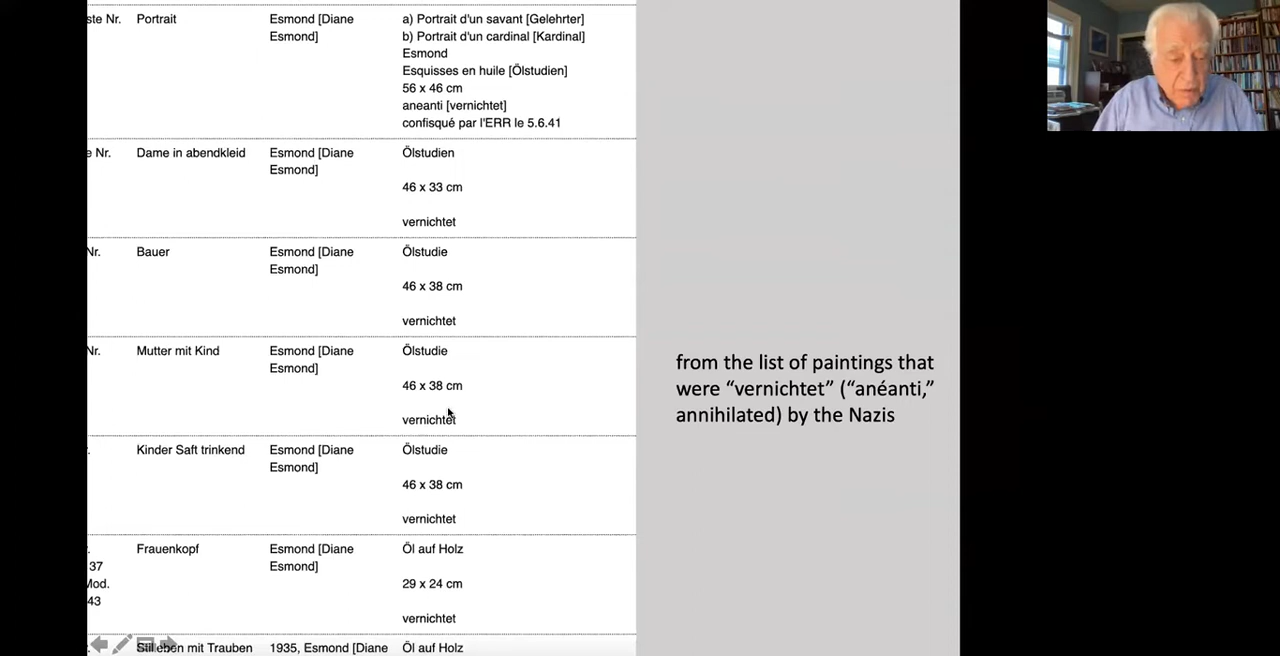 ste Nr. Portrait Esmond [Diane a) Portrait d'un savant [Gelehrter]
Esmond] b) Portrait d'un cardinal [Kardinal]
Esmond
Esquisses en huile [Ölstudien]
56 x 46 cm
aneanti [vernichtet]
confisqué par l'ERR le 5.6.41
e Nr. Dame in abendkleid Esmond [Diane Ölstudien
Esmond]
46 x 33 cm
vernichtet
Nr. Bauer Esmond [Diane Ölstudie
Esmond]
46 x 38 cm
vernichtet
Nr. Mutter mit Kind Esmond [Diane Ölstudie
Esmond]
46 x 38 cm
vernichtet
. Kinder Saft trinkend Esmond [Diane Ölstudie
Esmond]
46 x 38 cm
vernichtet
. Frauenkopf Esmond [Diane Öl auf Holz
37 Esmond]
Mod. 29 x 24 cm
43
vernichtet
. Stilleben mit Trauben 1935, Esmond [Diane Öl auf Holz
from the list of paintings that
were “vernichtet” (“anéanti,”
annihilated) by the Nazis